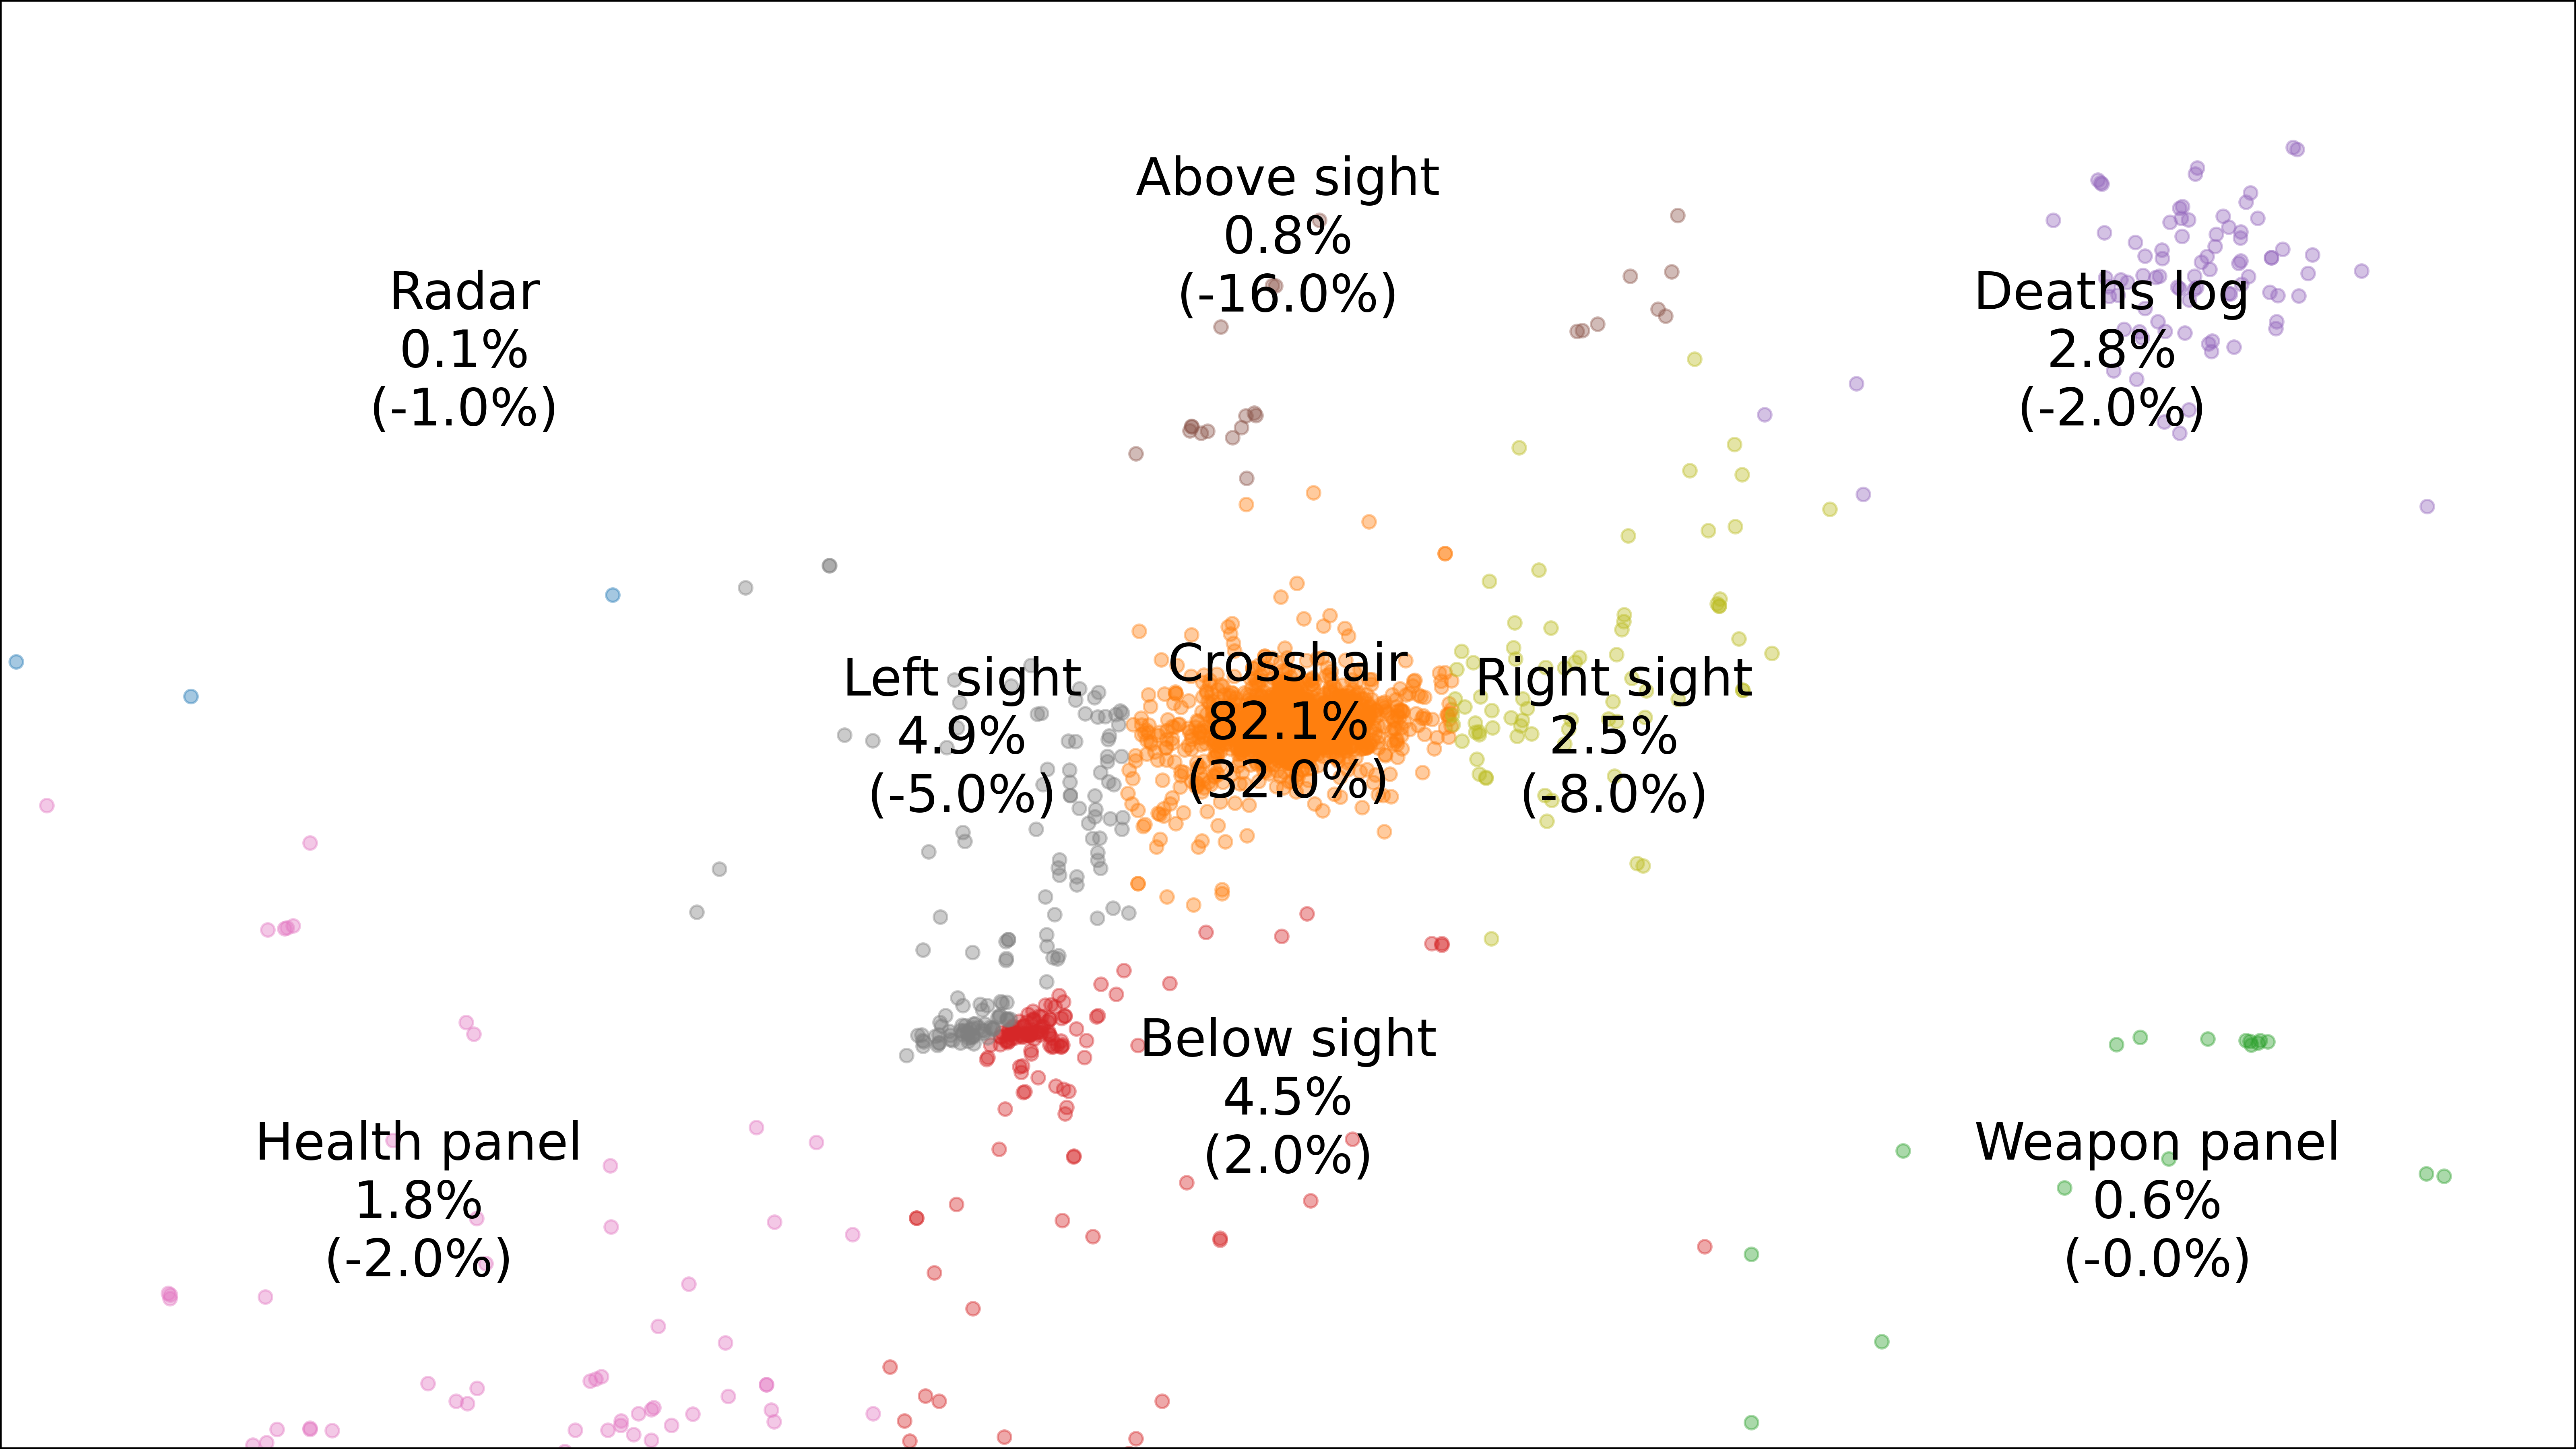 Above sight
0.8%
(-16.0%)
Radar
0.1%
(-1.0%)
Deaths log
2.8%
(-2.0%)
Left sight
4.9%
(-5.0%)
Crosshair
82.1%
(32.0%)
Right sight
2.5%
(-8.0%)
Below sight
4.5%
(2.0%)
Health panel
1.8%
(-2.0%)
Weapon panel
0.6%
(-0.0%)